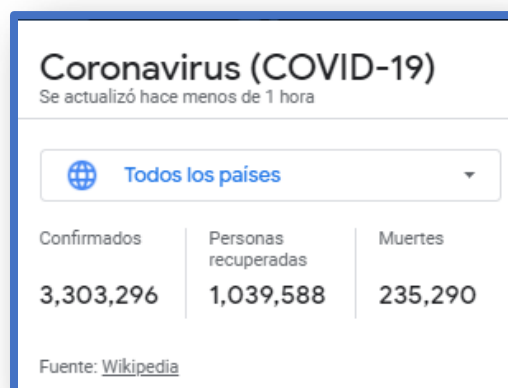 Coronavirus (COVID-19)
Se actualizó hace menos de 1 hora
Todos los países
Confirmados
3,303,296
Personas
recuperadas
1,039,588
Muertes
235,290
Fuente: Wikipedia